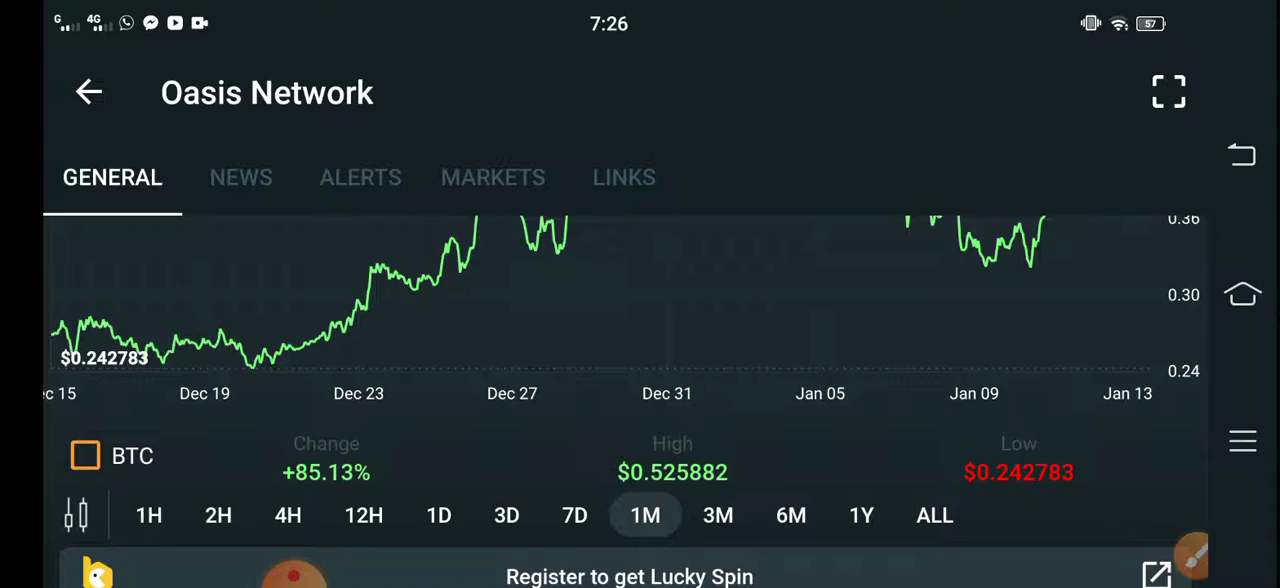 G 4G 7:26 57
Oasis Network
GENERAL NEWS ALERTS MARKETS LINKS
0.36
0.30
$0.242783
0.24
c 15 Dec 19 Dec 23 Dec 27 Dec 31 Jan 05 Jan 09 Jan 13
BTC
Change High Low
+85.13% $0.525882 $0.242783
1H 2H 4H 12H 1D 3D 7D 1M 3M 6M 1Y ALL
Register to get Lucky Spin